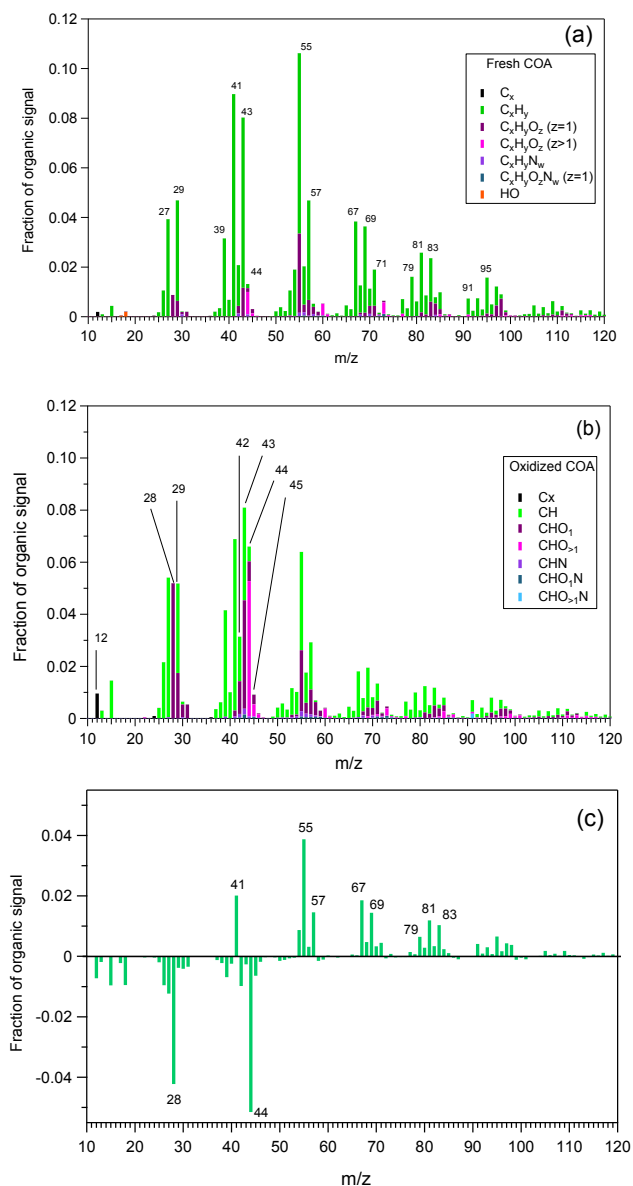 (a)
0.12
0.10
0.08
0.06
0.04
0.02
0.00
Fraction of organic signal
10 20 30 40 50 60 70 80 90 100 110 120
m/z
27
29
39
41
43
44
55
57
67
69
71
79
81
83
91
95
Fresh COA
Cx
CxHy
CxHyOz (z=1)
CxHyOz (z>1)
CxHyNw
CxHyOzNw (z=1)
HO
(b)
0.12
0.10
0.08
0.06
0.04
0.02
0.00
Fraction of organic signal
10 20 30 40 50 60 70 80 90 100 110 120
m/z
12
28
29
42
43
44
45
Oxidized COA
Cx
CH
CHO1
CHO>1
CHN
CHO1N
CHO>1N
(c)
0.04
0.02
0.00
-0.02
-0.04
Fraction of organic signal
10 20 30 40 50 60 70 80 90 100 110 120
m/z
28
41
44
55
57
67
69
79
81
83